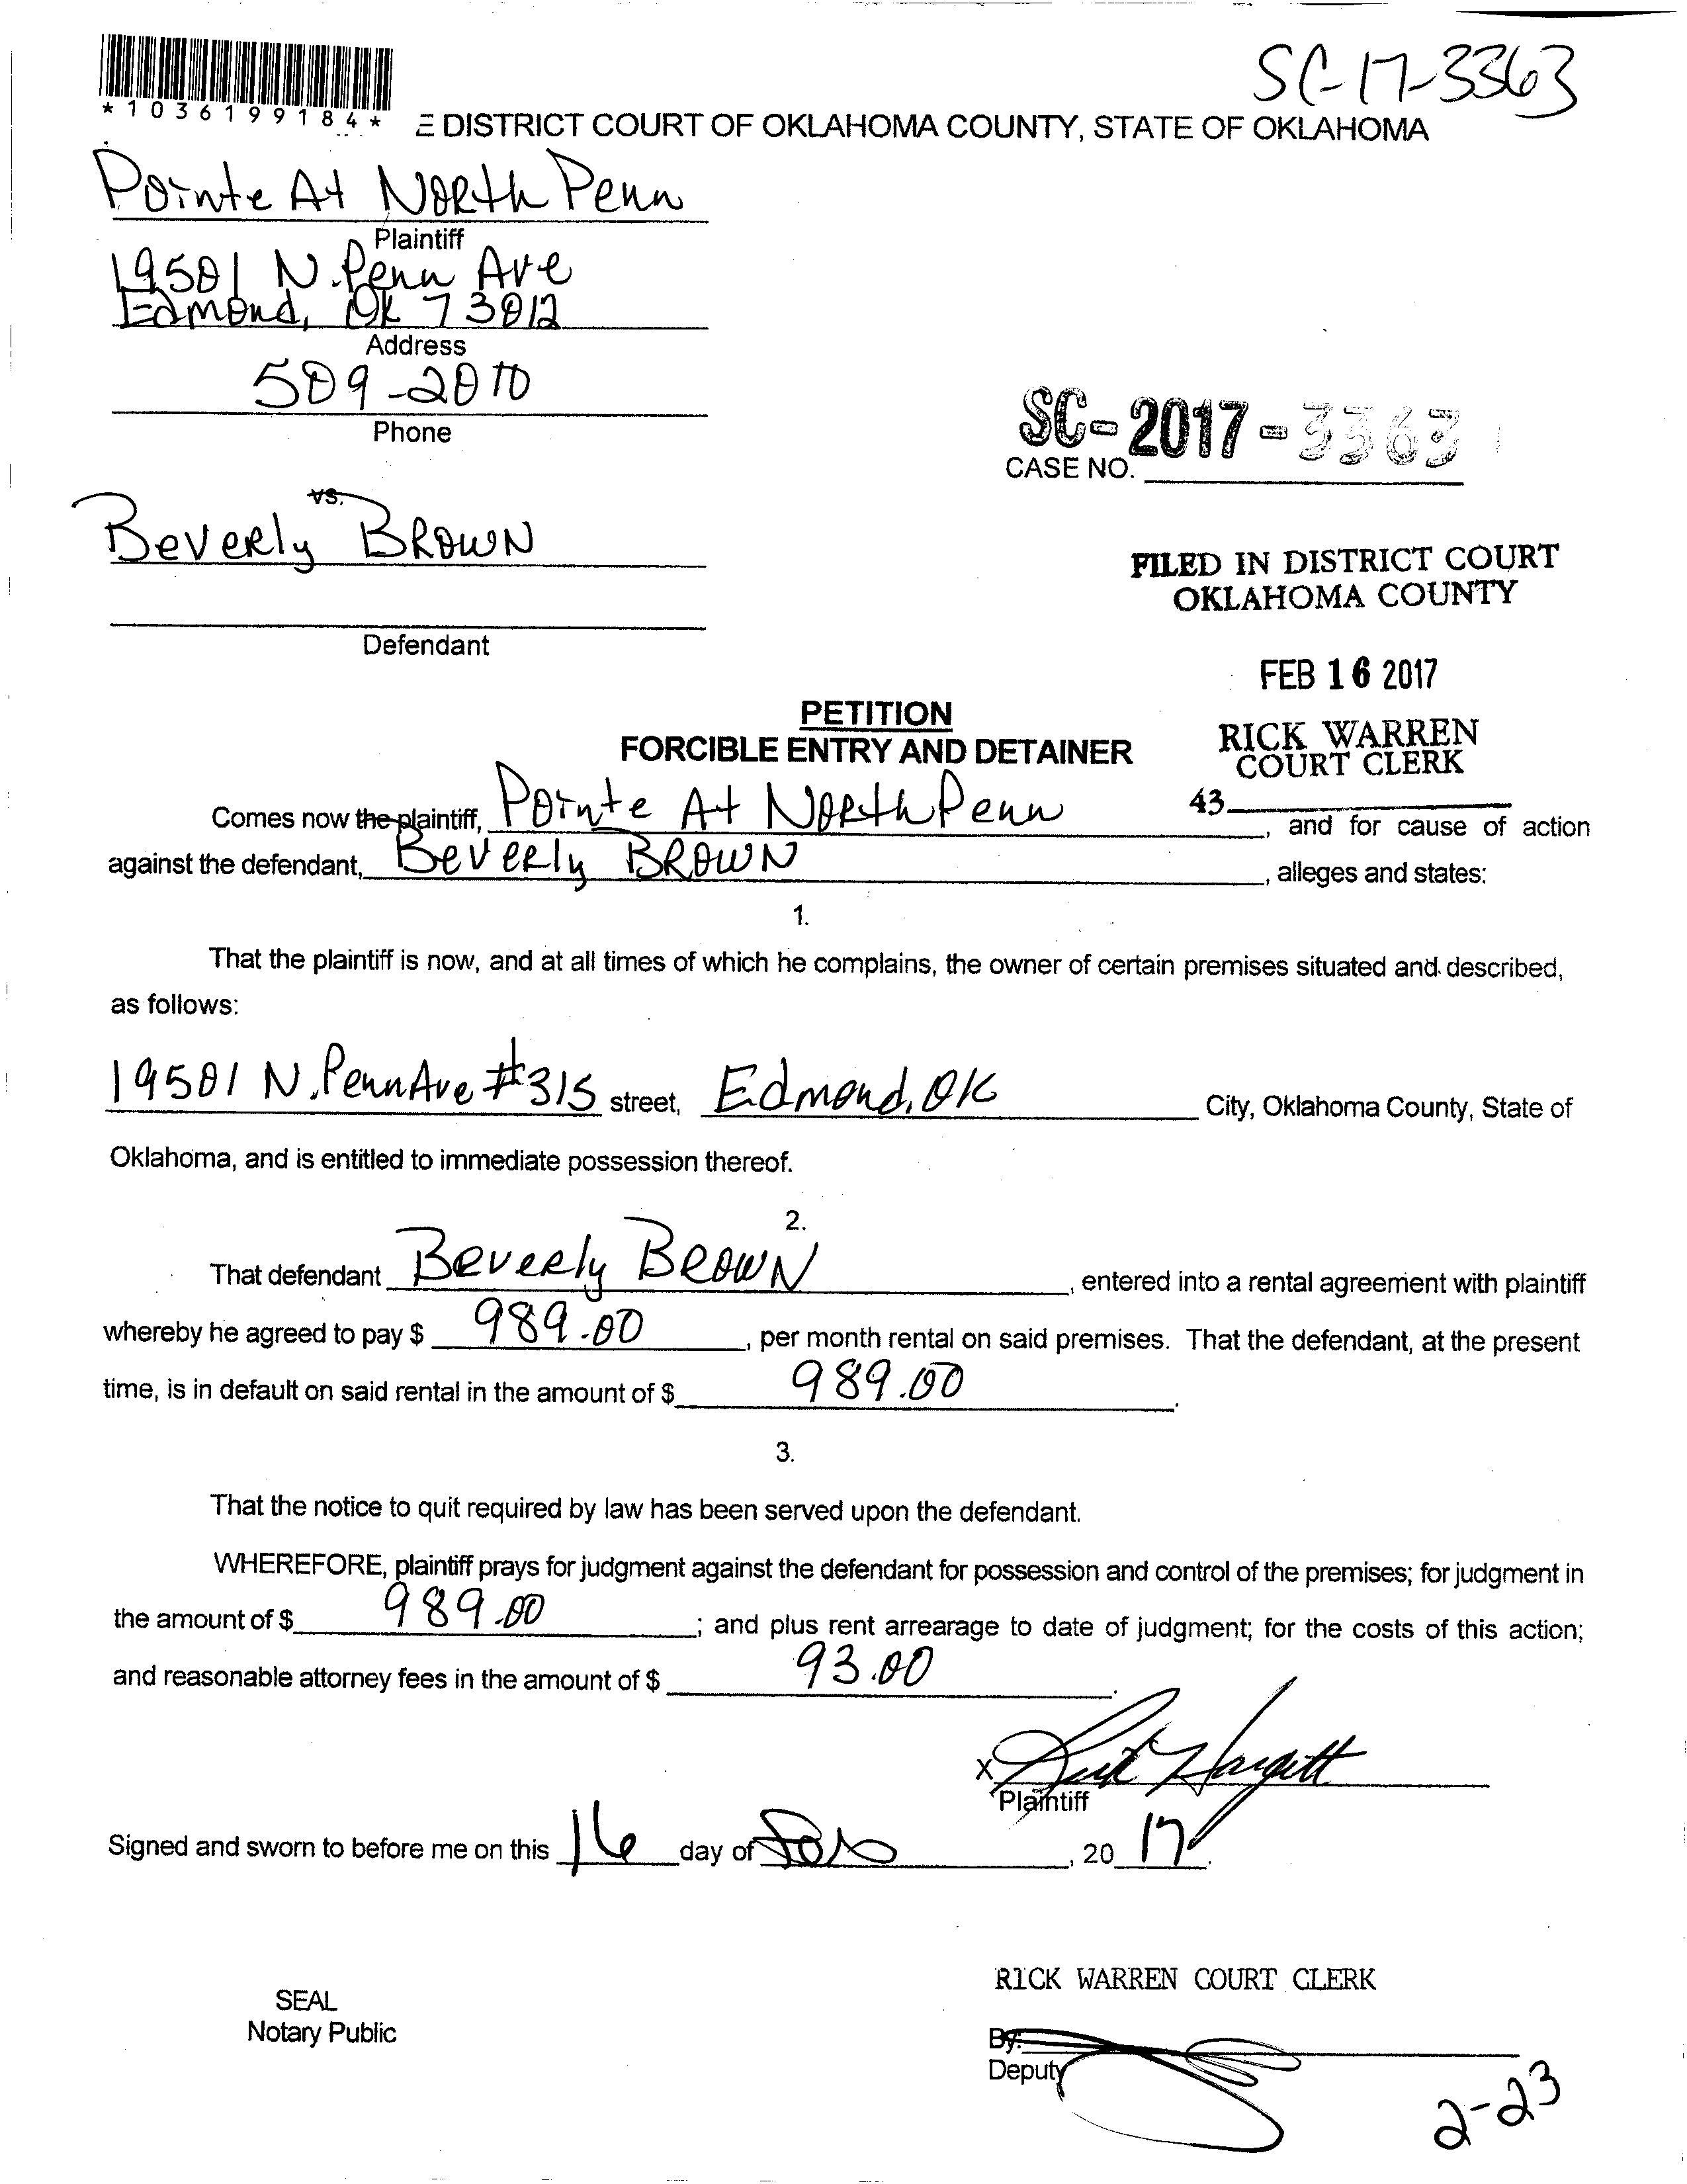 SC-17-3363
*1036199184*
E DISTRICT COURT OF OKLAHOMA COUNTY, STATE OF OKLAHOMA
Pointe At North Penn
Plaintiff
19501 N. Penn Ave
Edmond, OK 73012
Address
509-2010
Phone
SC-2017-3363
CASE NO.
vs.
Beverly Brown
FILED IN DISTRICT COURT
OKLAHOMA COUNTY
Defendant
FEB 16 2017
PETITION
FORCIBLE ENTRY AND DETAINER
RICK WARREN
COURT CLERK
43
Comes now the plaintiff, Pointe At North Penn, and for cause of action
against the defendant, Beverly Brown, alleges and states:
1.
That the plaintiff is now, and at all times of which he complains, the owner of certain premises situated and described,
as follows:
19501 N. Penn Ave #315 street, Edmond, OK City, Oklahoma County, State of
Oklahoma, and is entitled to immediate possession thereof.
2.
That defendant Beverly Brown, entered into a rental agreement with plaintiff
whereby he agreed to pay $ 989.00, per month rental on said premises. That the defendant, at the present
time, is in default on said rental in the amount of $ 989.00.
3.
That the notice to quit required by law has been served upon the defendant.
WHEREFORE, plaintiff prays for judgment against the defendant for possession and control of the premises; for judgment in
the amount of $ 989.00; and plus rent arrearage to date of judgment; for the costs of this action;
and reasonable attorney fees in the amount of $ 93.00.
X
Plaintiff
Signed and sworn to before me on this 16 day of Feb, 20 17.
RICK WARREN COURT CLERK
SEAL
Notary Public
By:
Deputy
2-23